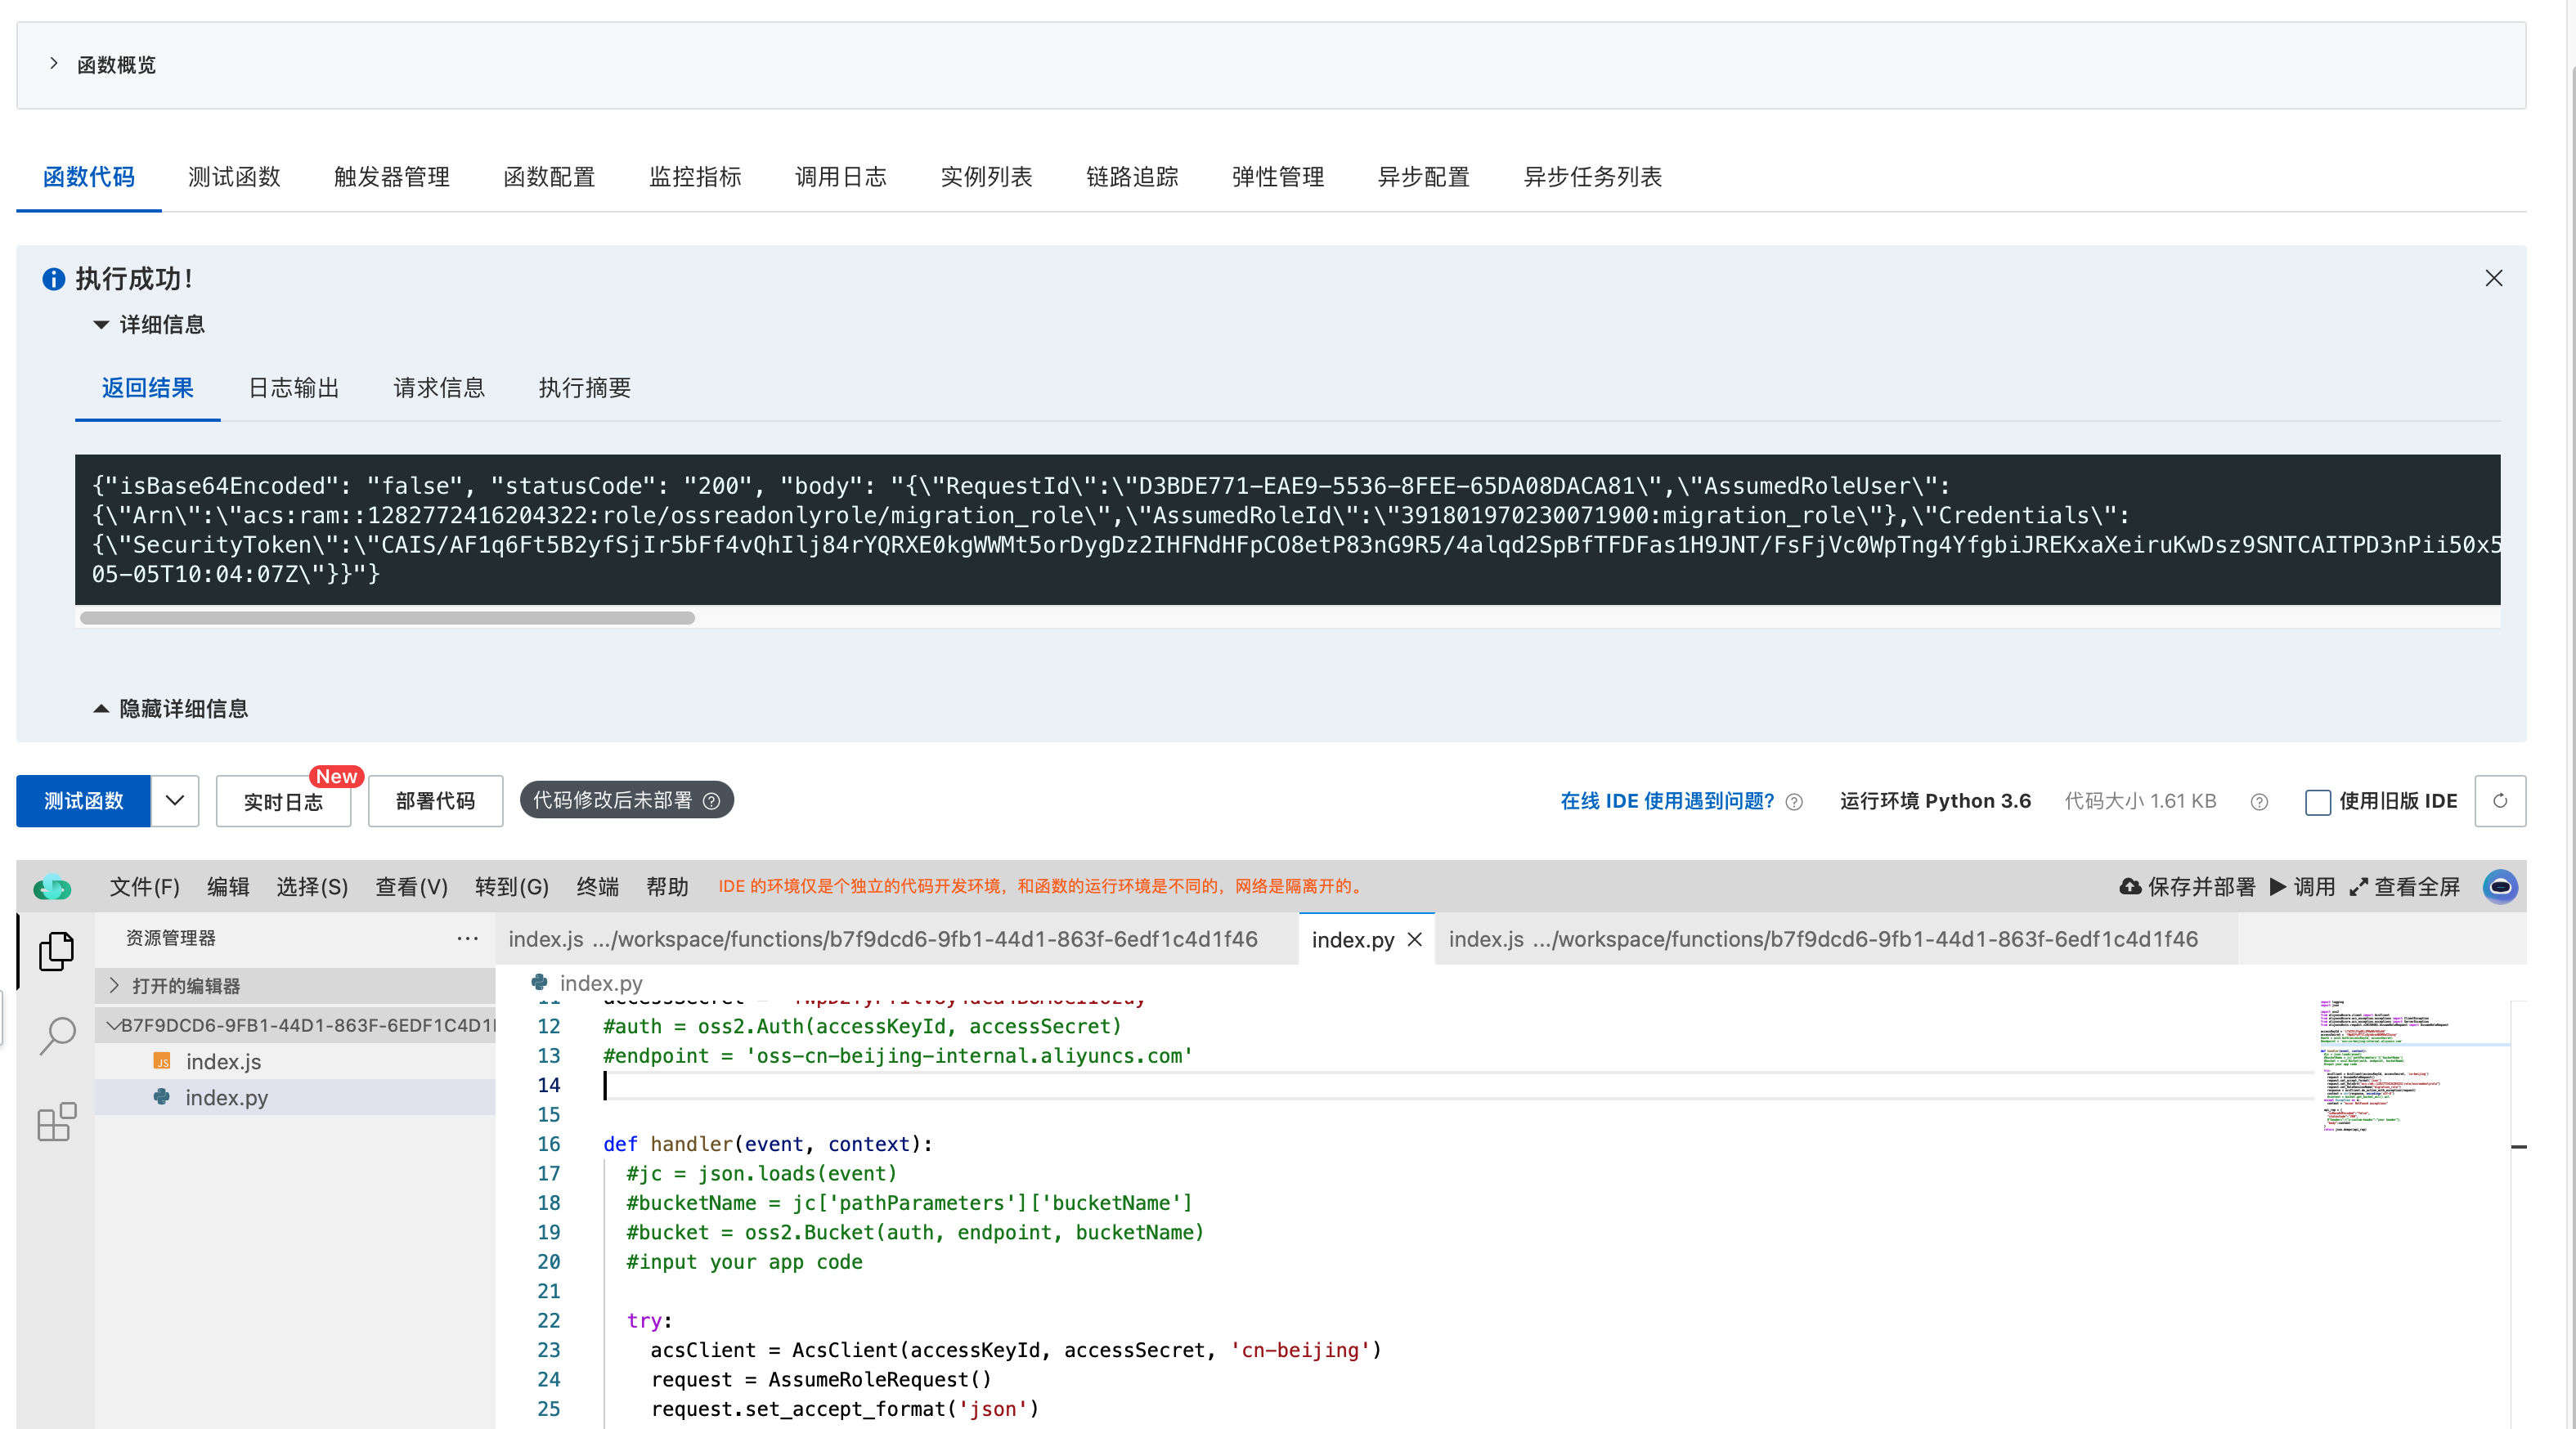 函数概览
函数代码 测试函数 触发器管理 函数配置 监控指标 调用日志 实例列表 链路追踪 弹性管理 异步配置 异步任务列表
执行成功!
详细信息
返回结果 日志输出 请求信息 执行摘要
{"isBase64Encoded": "false", "statusCode": "200", "body": "{\"RequestId\":\"D3BDE771-EAE9-5536-8FEE-65DA08DACA81\",\"AssumedRoleUser\":
{\"Arn\":\"acs:ram::1282772416204322:role/ossreadonlyrole/migration_role\",\"AssumedRoleId\":\"391801970230071900:migration_role\"},\"Credentials\":
{\"SecurityToken\":\"CAIS/AF1q6Ft5B2yfSjIr5bFf4vQhIlj84rYQRXE0kgWWMt5orDygDz2IHFNdHFpCO8etP83nG9R5/4alqd2SpBfTFDFas1H9JNT/FsFjVc0WpTng4YfgbiJREKxaXeiruKwDsz9SNTCAITPD3nPii50x5
05-05T10:04:07Z\"}}"}
隐藏详细信息
测试函数 实时日志 New 部署代码 代码修改后未部署 在线 IDE 使用遇到问题? 运行环境 Python 3.6 代码大小 1.61 KB 使用旧版 IDE
文件(F) 编辑 选择(S) 查看(V) 转到(G) 终端 帮助 IDE 的环境仅是个独立的代码开发环境，和函数的运行环境是不同的，网络是隔离开的。 保存并部署 调用 查看全屏
资源管理器 ··· index.js .../workspace/functions/b7f9dcd6-9fb1-44d1-863f-6edf1c4d1f46 index.py index.js .../workspace/functions/b7f9dcd6-9fb1-44d1-863f-6edf1c4d1f46
打开的编辑器
index.py
B7F9DCD6-9FB1-44D1-863F-6EDF1C4D1
index.js
index.py
12 #auth = oss2.Auth(accessKeyId, accessSecret)
13 #endpoint = 'oss-cn-beijing-internal.aliyuncs.com'
14
15
16 def handler(event, context):
17 #jc = json.loads(event)
18 #bucketName = jc['pathParameters']['bucketName']
19 #bucket = oss2.Bucket(auth, endpoint, bucketName)
20 #input your app code
21
22 try:
23 acsClient = AcsClient(accessKeyId, accessSecret, 'cn-beijing')
24 request = AssumeRoleRequest()
25 request.set_accept_format('json')